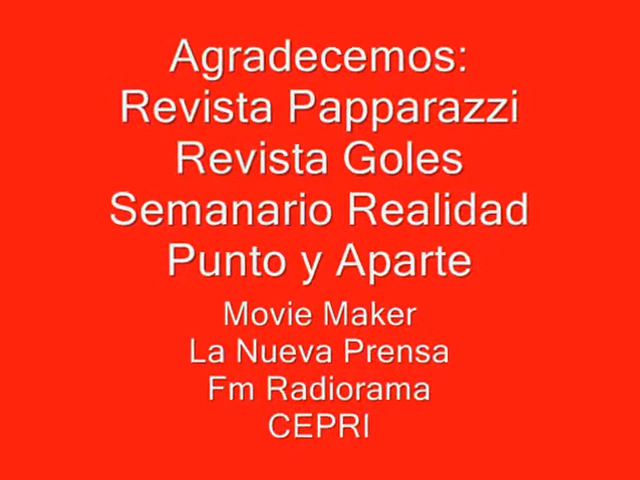 Agradecemos:
Revista Papparazzi
Revista Goles
Semanario Realidad
Punto y Aparte
Movie Maker
La Nueva Prensa
Fm Radiorama
CEPRI